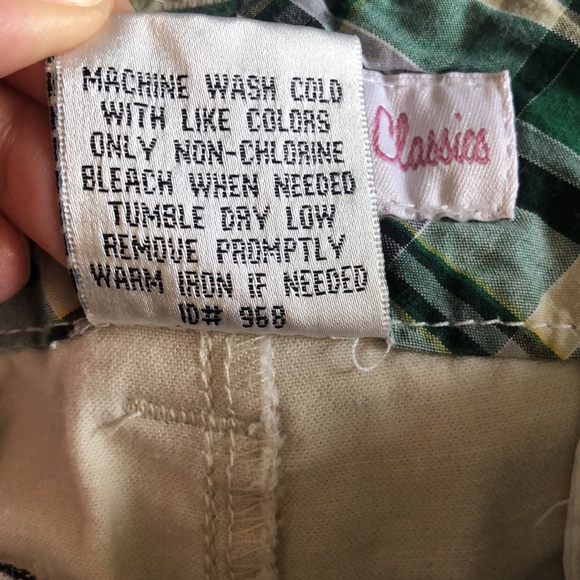 MACHINE WASH COLD
WITH LIKE COLORS
ONLY NON-CHLORINE
BLEACH WHEN NEEDED
TUMBLE DRY LOW
REMOVE PROMPTLY
WARM IRON IF NEEDED
ID# 968
Classics